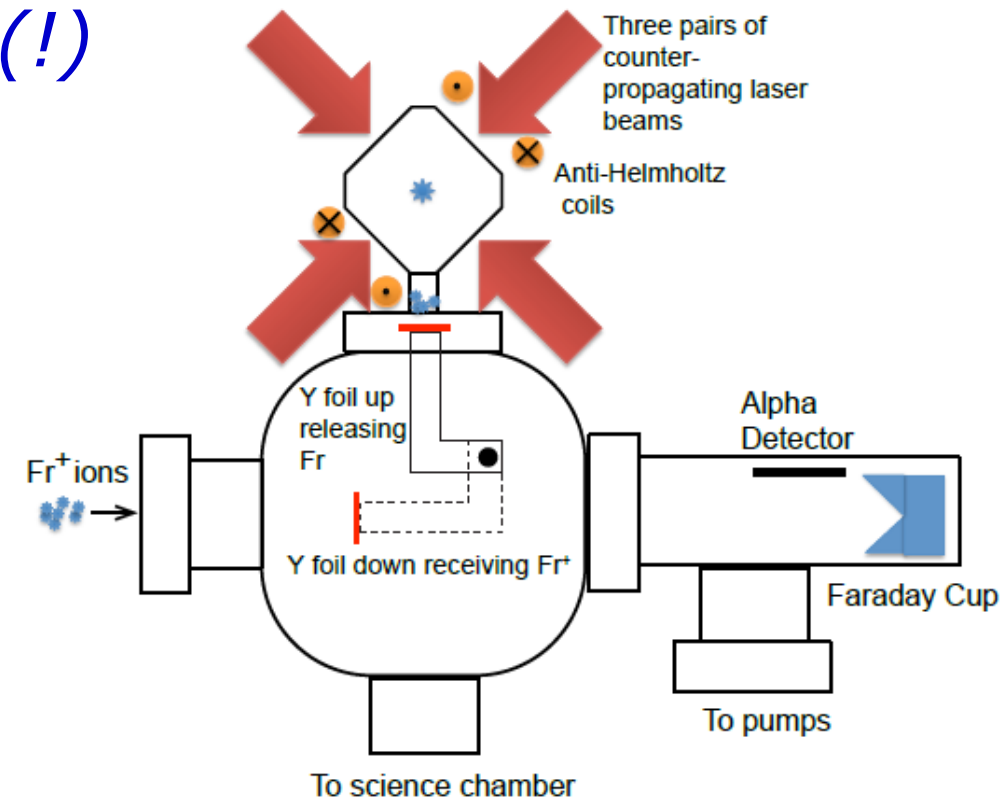 (!)
Three pairs of
counter-
propagating laser
beams
Anti-Helmholtz
coils
Y foil up
releasing
Fr
Alpha
Detector
Fr⁺ ions
Y foil down receiving Fr⁺
Faraday Cup
To pumps
To science chamber